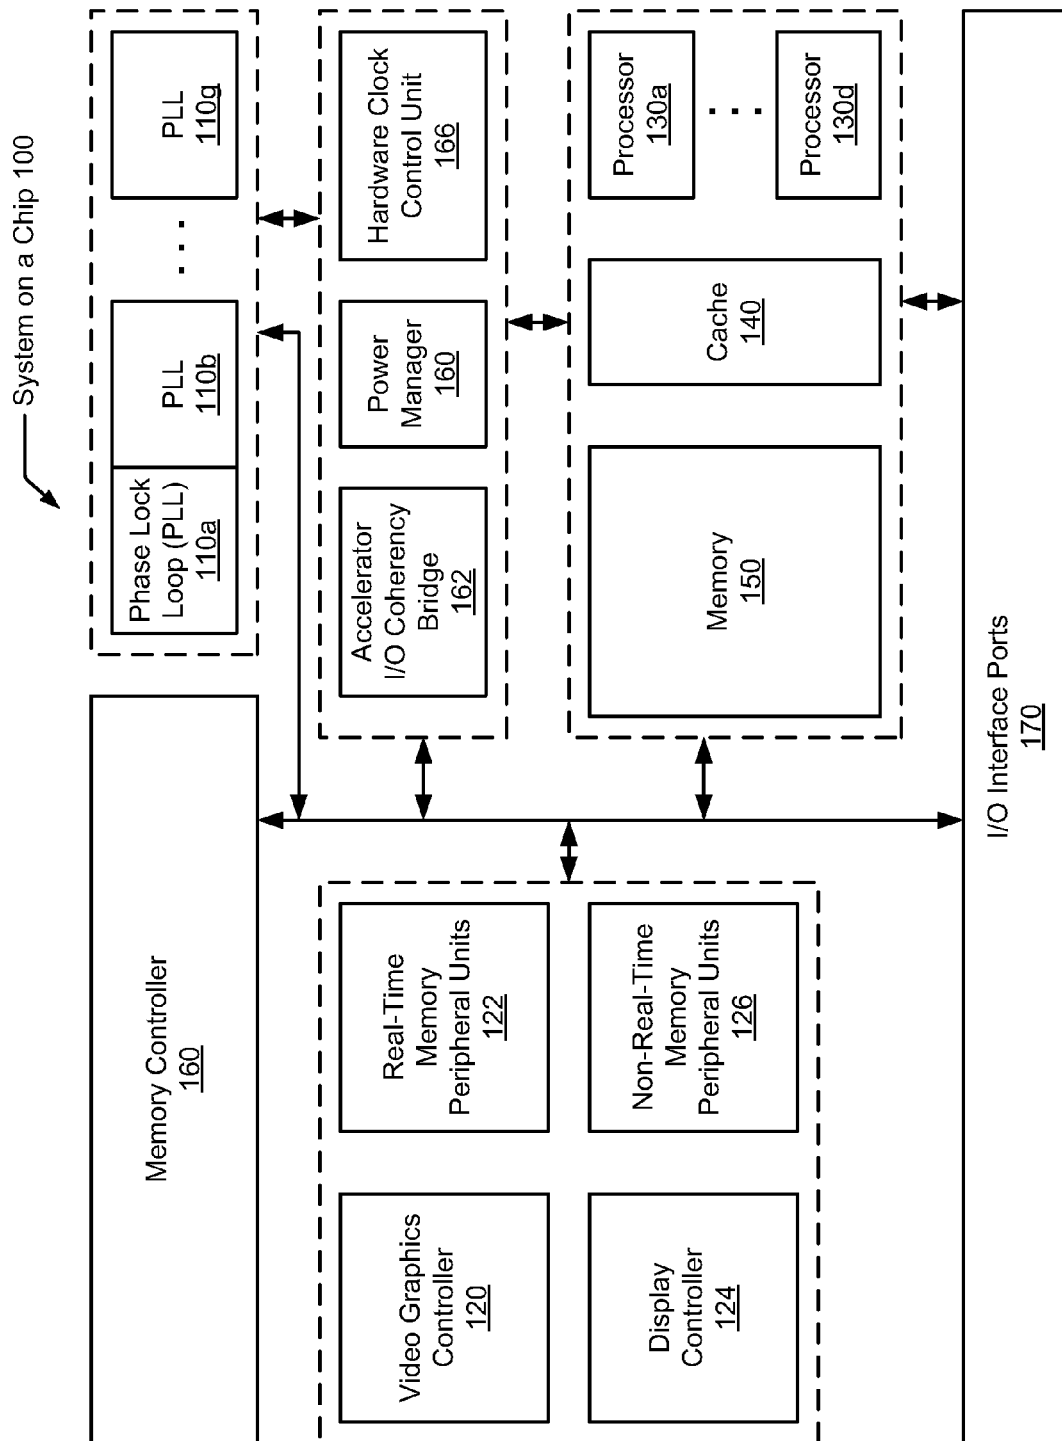 System on a Chip 100
Memory Controller
160
Phase Lock
Loop (PLL)
110a
PLL
110b
. . .
PLL
110g
Video Graphics
Controller
120
Real-Time
Memory
Peripheral Units
122
Accelerator
I/O Coherency
Bridge
162
Power
Manager
160
Hardware Clock
Control Unit
166
Display
Controller
124
Non-Real-Time
Memory
Peripheral Units
126
Memory
150
Cache
140
Processor
130a
. . .
Processor
130d
I/O Interface Ports
170